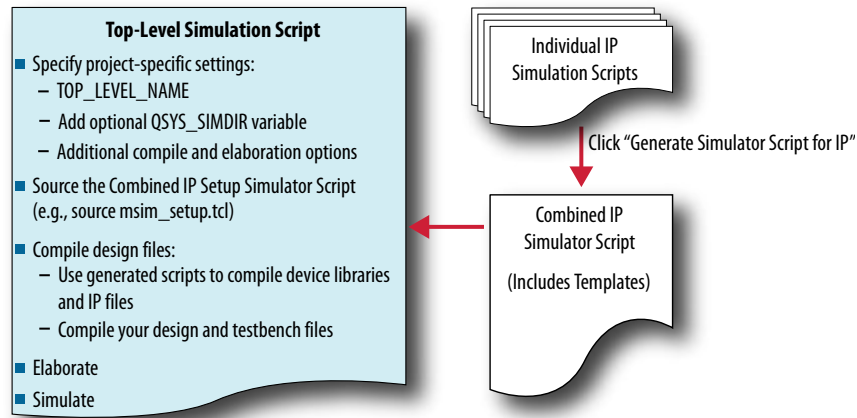 Top-Level Simulation Script
■ Specify project-specific settings:
– TOP_LEVEL_NAME
– Add optional QSYS_SIMDIR variable
– Additional compile and elaboration options
■ Source the Combined IP Setup Simulator Script
(e.g., source msim_setup.tcl)
■ Compile design files:
– Use generated scripts to compile device libraries
and IP files
– Compile your design and testbench files
■ Elaborate
■ Simulate
Individual IP
Simulation Scripts
Click “Generate Simulator Script for IP”
Combined IP
Simulator Script
(Includes Templates)